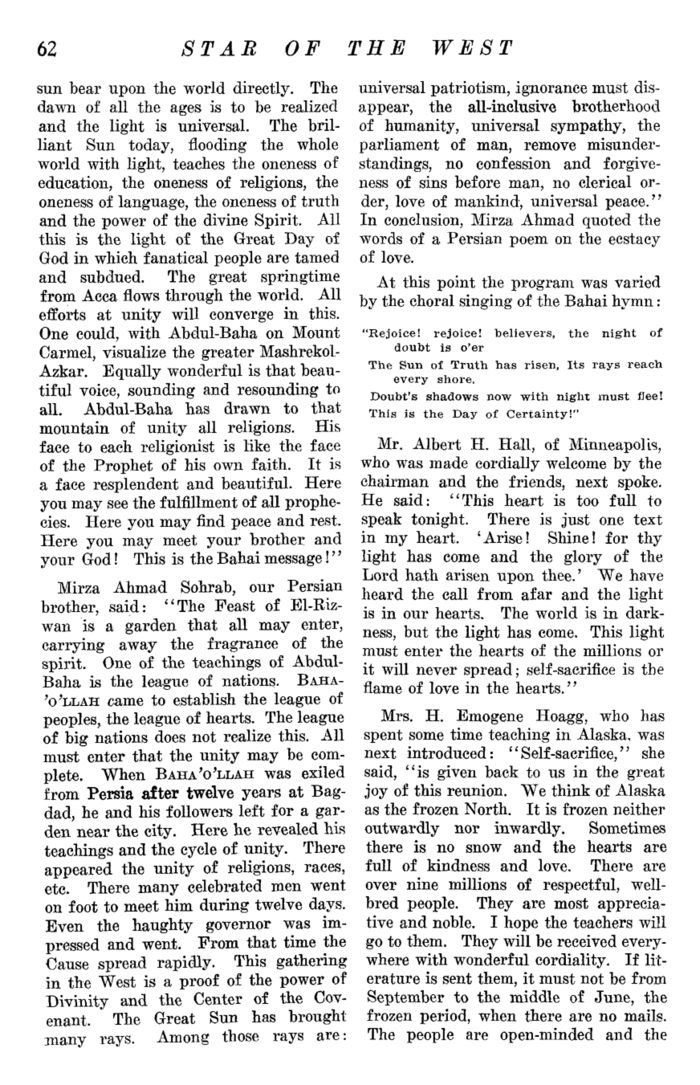 62 STAR OF THE WEST
sun bear upon the world directly. The
dawn of all the ages is to be realized
and the light is universal. The bril-
liant Sun today, flooding the whole
world with light, teaches the oneness of
education, the oneness of religions, the
oneness of language, the oneness of truth
and the power of the divine Spirit. All
this is the light of the Great Day of
God in which fanatical people are tamed
and subdued. The great springtime
from Acca flows through the world. All
efforts at unity will converge in this.
One could, with Abdul-Baha on Mount
Carmel, visualize the greater Mashrekol-
Azkar. Equally wonderful is that beau-
tiful voice, sounding and resounding to
all. Abdul-Baha has drawn to that
mountain of unity all religions. His
face to each religionist is like the face
of the Prophet of his own faith. It is
a face resplendent and beautiful. Here
you may see the fulfillment of all prophe-
cies. Here you may find peace and rest.
Here you may meet your brother and
your God! This is the Bahai message!"
Mirza Ahmad Sohrab, our Persian
brother, said: "The Feast of El-Riz-
wan is a garden that all may enter,
carrying away the fragrance of the
spirit. One of the teachings of Abdul-
Baha is the league of nations. BAHA-
'O'LLAH came to establish the league of
peoples, the league of hearts. The league
of big nations does not realize this. All
must enter that the unity may be com-
plete. When BAHA'O'LLAH was exiled
from Persia after twelve years at Bag-
dad, he and his followers left for a gar-
den near the city. Here he revealed his
teachings and the cycle of unity. There
appeared the unity of religions, races,
etc. There many celebrated men went
on foot to meet him during twelve days.
Even the haughty governor was im-
pressed and went. From that time the
Cause spread rapidly. This gathering
in the West is a proof of the power of
Divinity and the Center of the Cov-
enant. The Great Sun has brought
many rays. Among those rays are:
universal patriotism, ignorance must dis-
appear, the all-inclusive brotherhood
of humanity, universal sympathy, the
parliament of man, remove misunder-
standings, no confession and forgive-
ness of sins before man, no clerical or-
der, love of mankind, universal peace."
In conclusion, Mirza Ahmad quoted the
words of a Persian poem on the ecstacy
of love.
At this point the program was varied
by the choral singing of the Bahai hymn:
"Rejoice! rejoice! believers, the night of
doubt is o'er
The Sun of Truth has risen, Its rays reach
every shore.
Doubt's shadows now with night must flee!
This is the Day of Certainty!"
Mr. Albert H. Hall, of Minneapolis,
who was made cordially welcome by the
chairman and the friends, next spoke.
He said: "This heart is too full to
speak tonight. There is just one text
in my heart. 'Arise! Shine! for thy
light has come and the glory of the
Lord hath arisen upon thee.' We have
heard the call from afar and the light
is in our hearts. The world is in dark-
ness, but the light has come. This light
must enter the hearts of the millions or
it will never spread; self-sacrifice is the
flame of love in the hearts."
Mrs. H. Emogene Hoagg, who has
spent some time teaching in Alaska, was
next introduced: "Self-sacrifice," she
said, "is given back to us in the great
joy of this reunion. We think of Alaska
as the frozen North. It is frozen neither
outwardly nor inwardly. Sometimes
there is no snow and the hearts are
full of kindness and love. There are
over nine millions of respectful, well-
bred people. They are most apprecia-
tive and noble. I hope the teachers will
go to them. They will be received every-
where with wonderful cordiality. If lit-
erature is sent them, it must not be from
September to the middle of June, the
frozen period, when there are no mails.
The people are open-minded and the